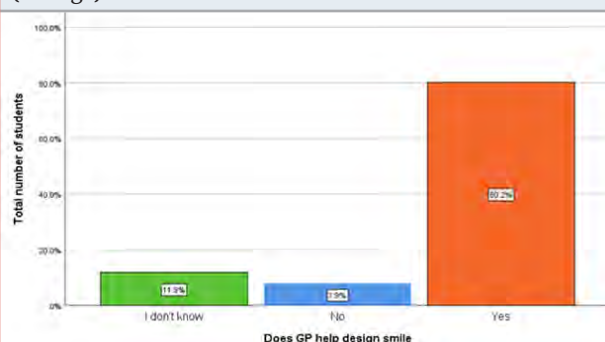 100.0%
80.0%
60.0%
40.0%
20.0%
0%
Total number of students
11.9%
7.9%
80.2%
I don't know
No
Yes
Does GP help design smile